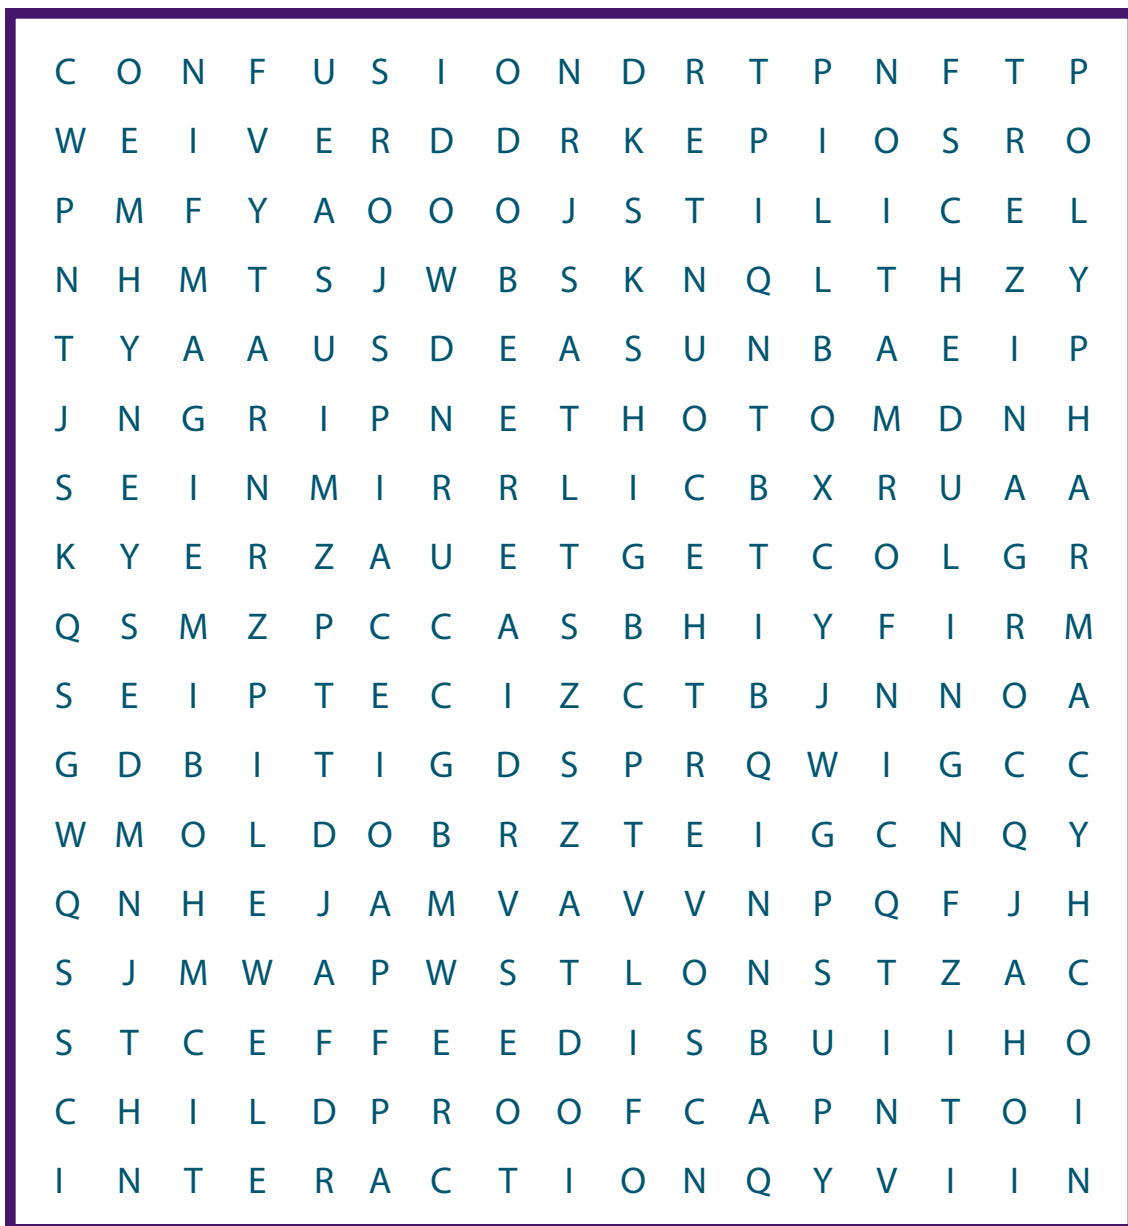 C O N F U S I O N D R T P N F T P
W E I V E R D D R K E P I O S R O
P M F Y A O O O J S T I L I C E L
N H M T S J W B S K N Q L T H Z Y
T Y A A U S D E A S U N B A E I P
J N G R I P N E T H O T O M D N H
S E I N M I R R L I C B X R U A A
K Y E R Z A U E T G E T C O L G R
Q S M Z P C C A S B H I Y F I R M
S E I P T E C I Z C T B J N N O A
G D B I T I G D S P R Q W I G C C
W M O L D O B R Z T E I G C N Q Y
Q N H E J A M V A V V N P Q F J H
S J M W A P W S T L O N S T Z A C
S T C E F F E E D I S B U I I H O
C H I L D P R O O F C A P N T O I
I N T E R A C T I O N Q Y V I I N